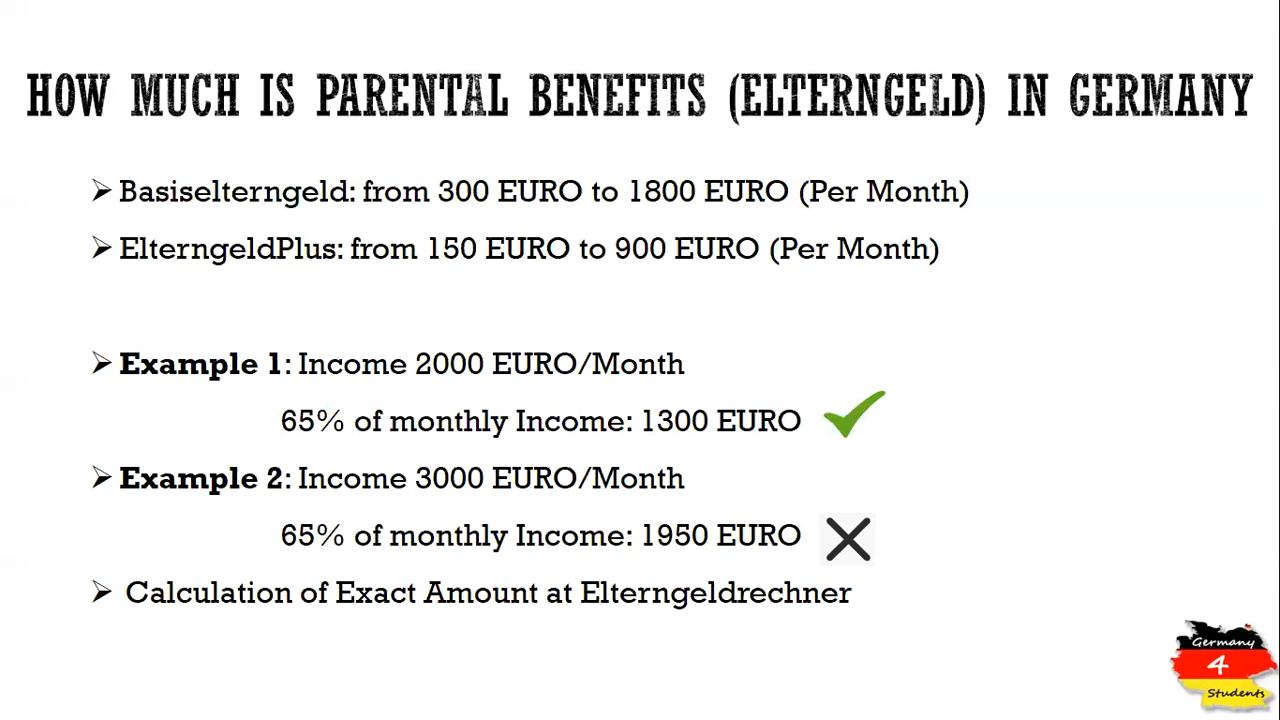 HOW MUCH IS PARENTAL BENEFITS (ELTERNGELD) IN GERMANY
➢ Basiselterngeld: from 300 EURO to 1800 EURO (Per Month)
➢ ElterngeldPlus: from 150 EURO to 900 EURO (Per Month)
➢ Example 1: Income 2000 EURO/Month
65% of monthly Income: 1300 EURO
➢ Example 2: Income 3000 EURO/Month
65% of monthly Income: 1950 EURO
➢ Calculation of Exact Amount at Elterngeldrechner
Germany
4
Students